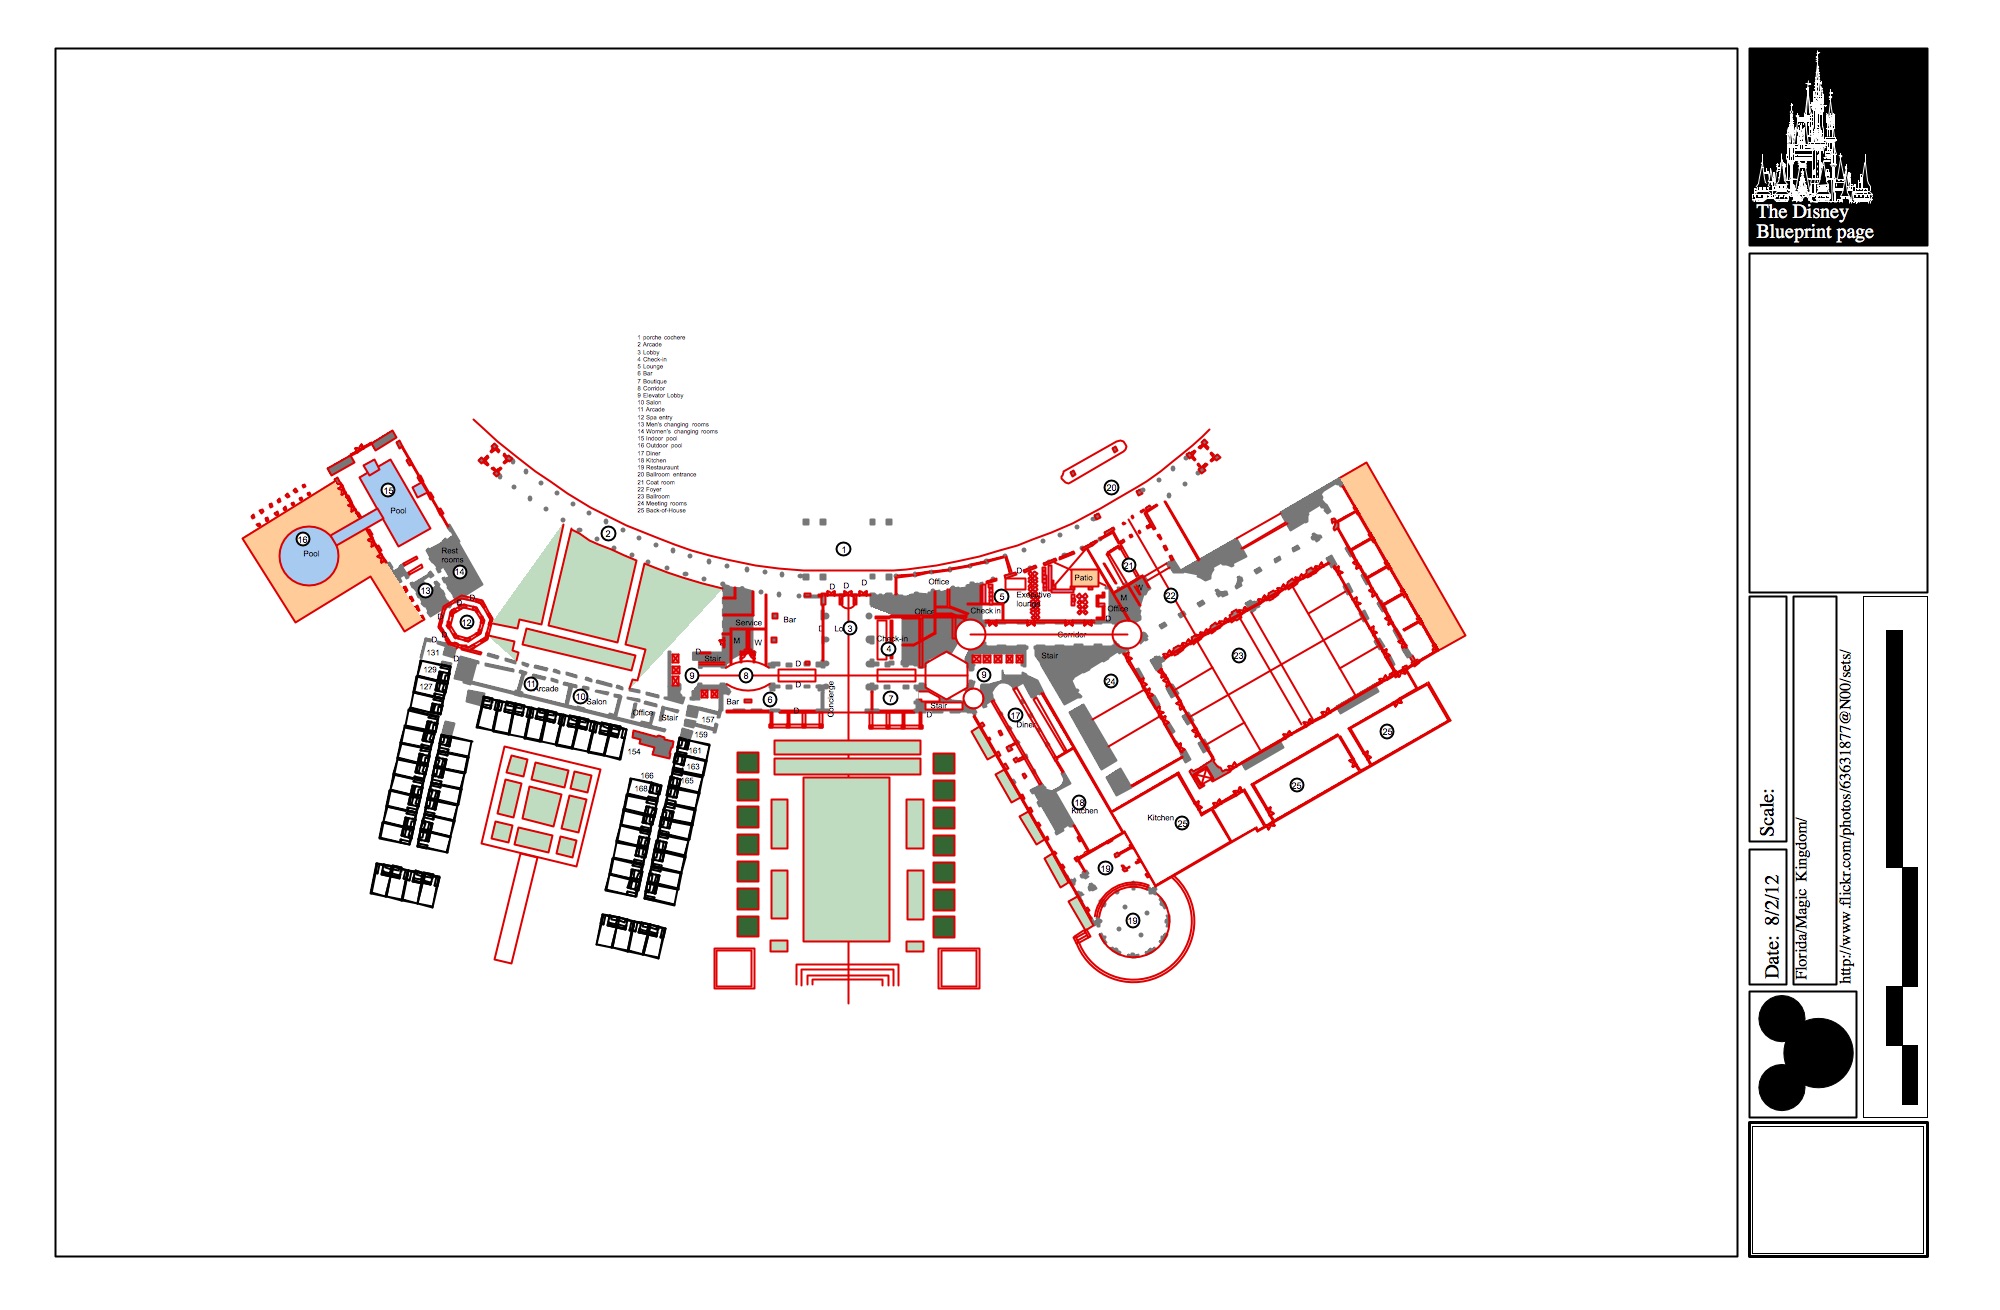 The Disney
Blueprint page
1 porche cochere
2 Arcade
3 Lobby
4 Check-in
5 Lounge
6 Bar
7 Boutique
8 Corridor
9 Elevator Lobby
10 Salon
11 Arcade
12 Spa entry
13 Men's changing rooms
14 Women's changing rooms
15 Indoor pool
16 Outdoor pool
17 Diner
18 Kitchen
19 Restauraunt
20 Ballroom entrance
21 Coat room
22 Foyer
23 Ballroom
24 Meeting rooms
25 Back-of-House
15
Pool
16
Pool
Rest
rooms
14
13
12
D
D
D
D
D
131
129
127
11
Arcade
10
Salon
Office
Stair
157
159
154
161
163
165
166
168
2
1
20
D D D
Service
M
W
Bar
D
Lo
3
D
Stair
9
8
D
D
6
Bar
D
Concierge
Office
Office
Check-in
4
7
Stair
D
Check in
5
D
Executive
lounge
Patio
21
M
W
Office
D
22
Corridor
Stair
9
24
23
17
Diner
18
Kitchen
Kitchen
25
25
25
19
19
Scale:
Date: 8/2/12
Florida/Magic Kingdom/
http://www.flickr.com/photos/63631877@N00/sets/